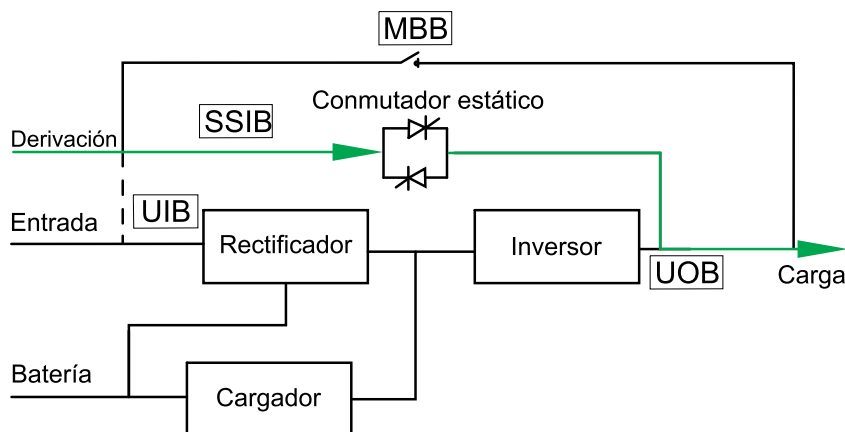 MBB
Conmutador estático
SSIB
Derivación
UIB
Entrada
Rectificador
Inversor
UOB
Carga
Batería
Cargador